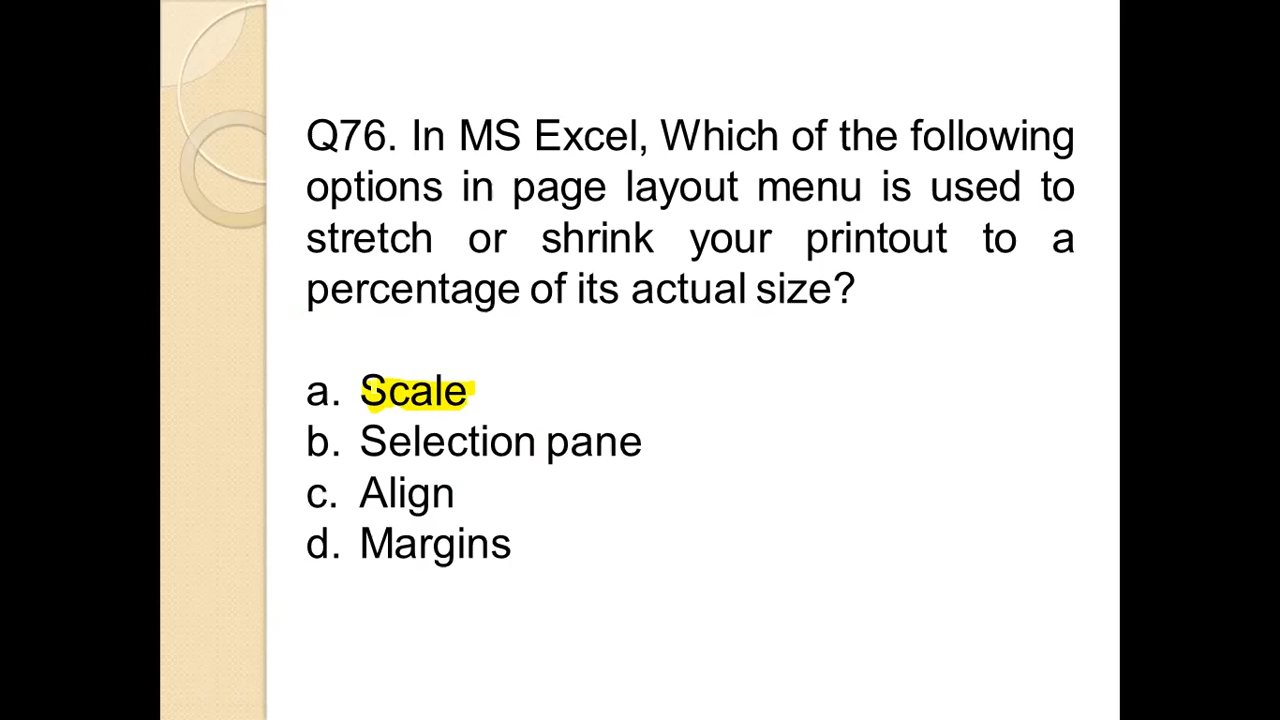 Q76. In MS Excel, Which of the following
options in page layout menu is used to
stretch or shrink your printout to a
percentage of its actual size?
a. Scale
b. Selection pane
c. Align
d. Margins